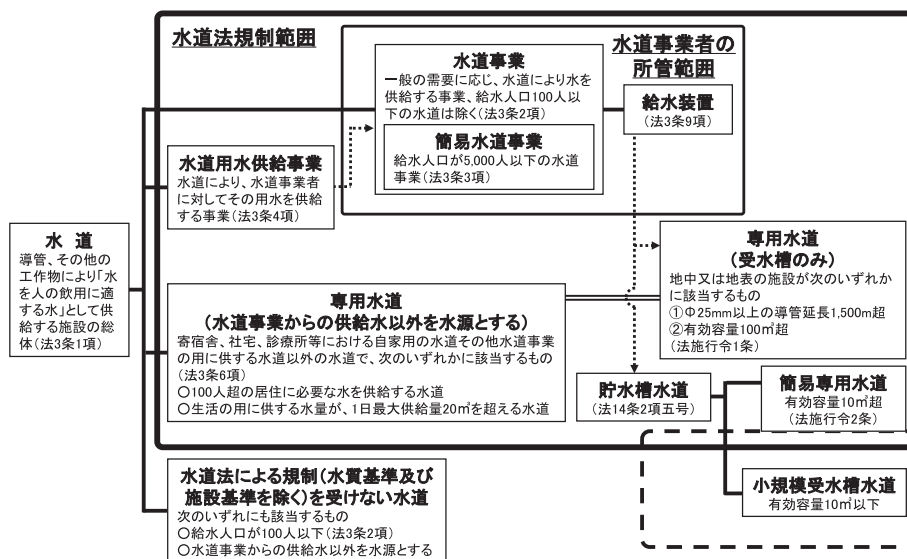 水道法規制範囲
水道事業者の
所管範囲
水道事業
一般の需要に応じ、水道により水を
供給する事業、給水人口100人以
下の水道は除く(法3条2項)
簡易水道事業
給水人口が5,000人以下の水道
事業(法3条3項)
給水装置
(法3条9項)
水道用水供給事業
水道により、水道事業者
に対してその用水を供給
する事業(法3条4項)
水 道
導管、その他の
工作物により「水
を人の飲用に適
する水」として供
給する施設の総
体(法3条1項)
専用水道
(受水槽のみ)
地中又は地表の施設が次のいずれか
に該当するもの
①Φ25mm以上の導管延長1,500m超
②有効容量100㎥超
(法施行令1条)
専用水道
(水道事業からの供給水以外を水源とする)
寄宿舎、社宅、診療所等における自家用の水道その他水道事業
の用に供する水道以外の水道で、次のいずれかに該当するもの
(法3条6項)
○100人超の居住に必要な水を供給する水道
○生活の用に供する水量が、1日最大供給量20㎥を超える水道
貯水槽水道
(法14条2項五号)
簡易専用水道
有効容量10㎥超
(法施行令2条)
小規模受水槽水道
有効容量10㎥以下
水道法による規制(水質基準及び
施設基準を除く)を受けない水道
次のいずれにも該当するもの
○給水人口が100人以下(法3条2項)
○水道事業からの供給水以外を水源とする